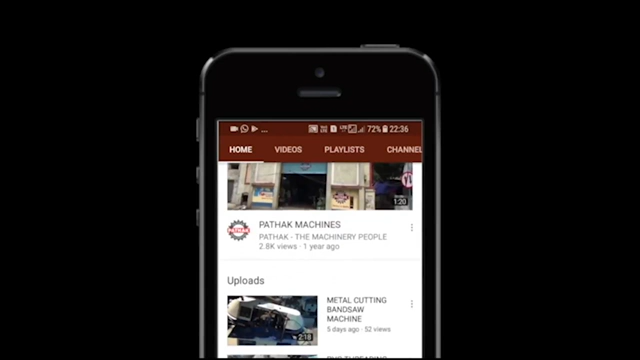 72% 22:36
HOME VIDEOS PLAYLISTS CHANNEL
1:20
PATHAK
PATHAK MACHINES
PATHAK - THE MACHINERY PEOPLE
2.8K views · 1 year ago
Uploads
METAL CUTTING
BANDSAW
MACHINE
5 days ago · 52 views
2:18